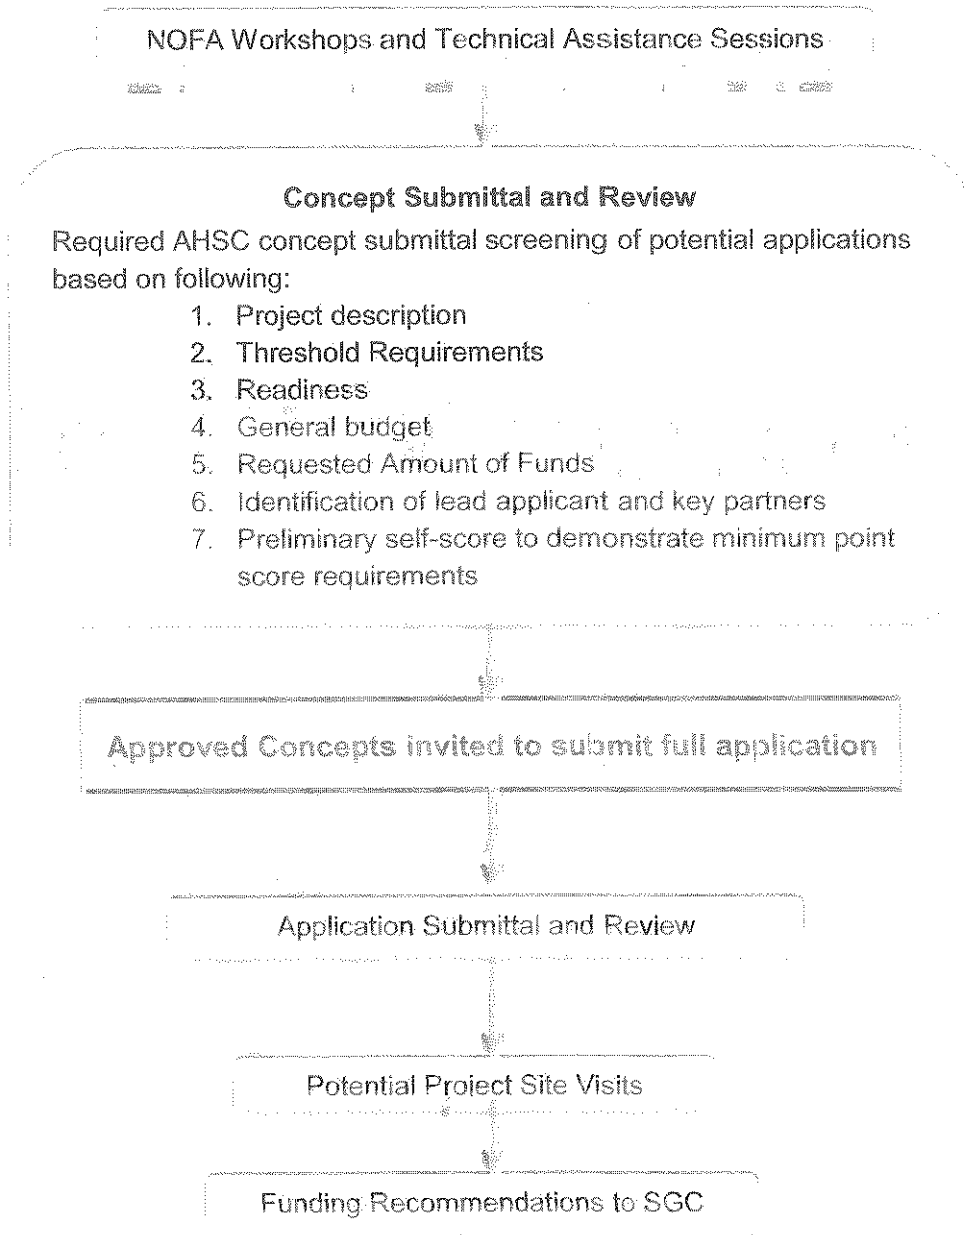 NOFA Workshops and Technical Assistance Sessions
Concept Submittal and Review
Required AHSC concept submittal screening of potential applications
based on following:
1. Project description
2. Threshold Requirements
3. Readiness
4. General budget
5. Requested Amount of Funds
6. Identification of lead applicant and key partners
7. Preliminary self-score to demonstrate minimum point
score requirements
Approved Concepts invited to submit full application
Application Submittal and Review
Potential Project Site Visits
Funding Recommendations to SGC